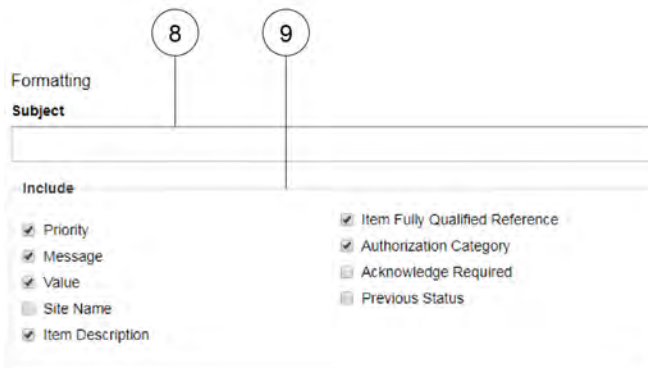 8 9
Formatting
Subject
Include
Priority
Message
Value
Site Name
Item Description
Item Fully Qualified Reference
Authorization Category
Acknowledge Required
Previous Status